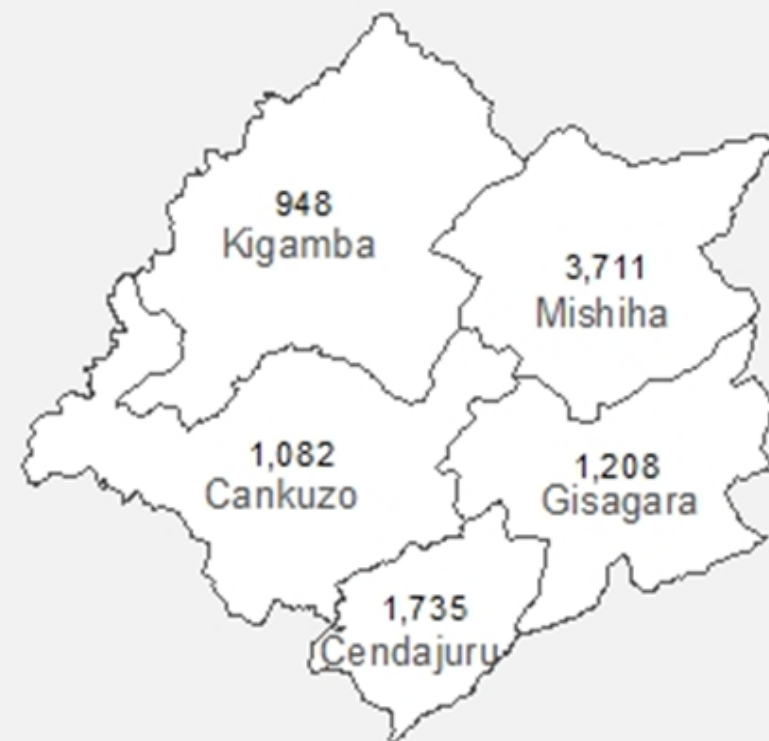 948
Kigamba
3,711
Mishiha
1,082
Cankuzo
1,208
Gisagara
1,735
Cendajuru